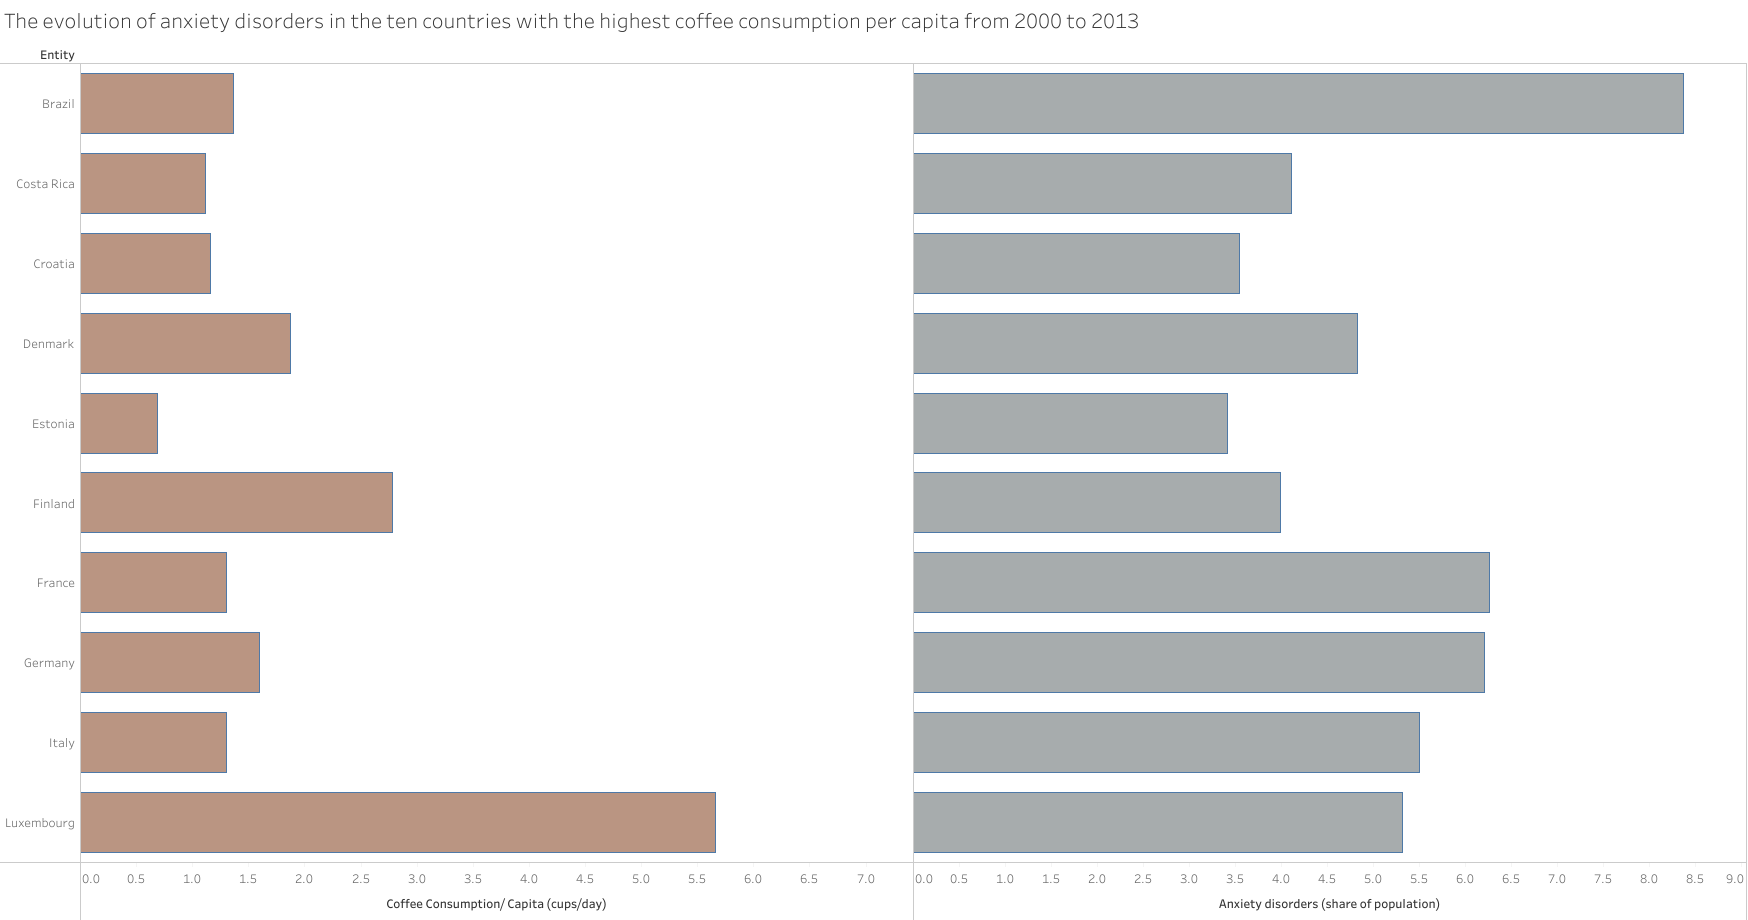 The evolution of anxiety disorders in the ten countries with the highest coffee consumption per capita from 2000 to 2013
Entity
Brazil
Costa Rica
Croatia
Denmark
Estonia
Finland
France
Germany
Italy
Luxembourg
0.0 0.5 1.0 1.5 2.0 2.5 3.0 3.5 4.0 4.5 5.0 5.5 6.0 6.5 7.0
Coffee Consumption/ Capita (cups/day)
0.0 0.5 1.0 1.5 2.0 2.5 3.0 3.5 4.0 4.5 5.0 5.5 6.0 6.5 7.0 7.5 8.0 8.5 9.0
Anxiety disorders (share of population)